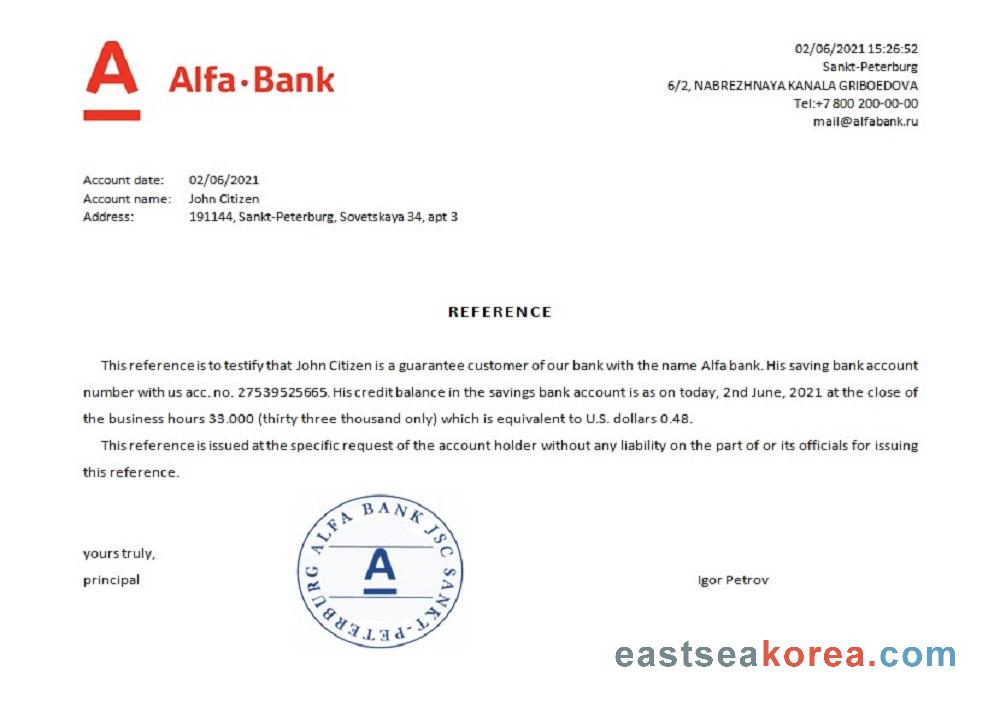 Alfa·Bank
02/06/2021 15:26:52
Sankt-Peterburg
6/2, NABREZHNAYA KANALA GRIBOEDOVA
Tel:+7 800 200-00-00
mail@alfabank.ru
Account date: 02/06/2021
Account name: John Citizen
Address: 191144, Sankt-Peterburg, Sovetskaya 34, apt 3
REFERENCE
This reference is to testify that John Citizen is a guarantee customer of our bank with the name Alfa bank. His saving bank account
number with us acc. no. 27539525665. His credit balance in the savings bank account is as on today, 2nd June, 2021 at the close of
the business hours 33.000 (thirty three thousand only) which is equivalent to U.S. dollars 0.48.
This reference is issued at the specific request of the account holder without any liability on the part of or its officials for issuing
this reference.
ALFA BANK JSC SANKT-PETERBURG
A
yours truly,
principal
Igor Petrov
eastseakorea.com